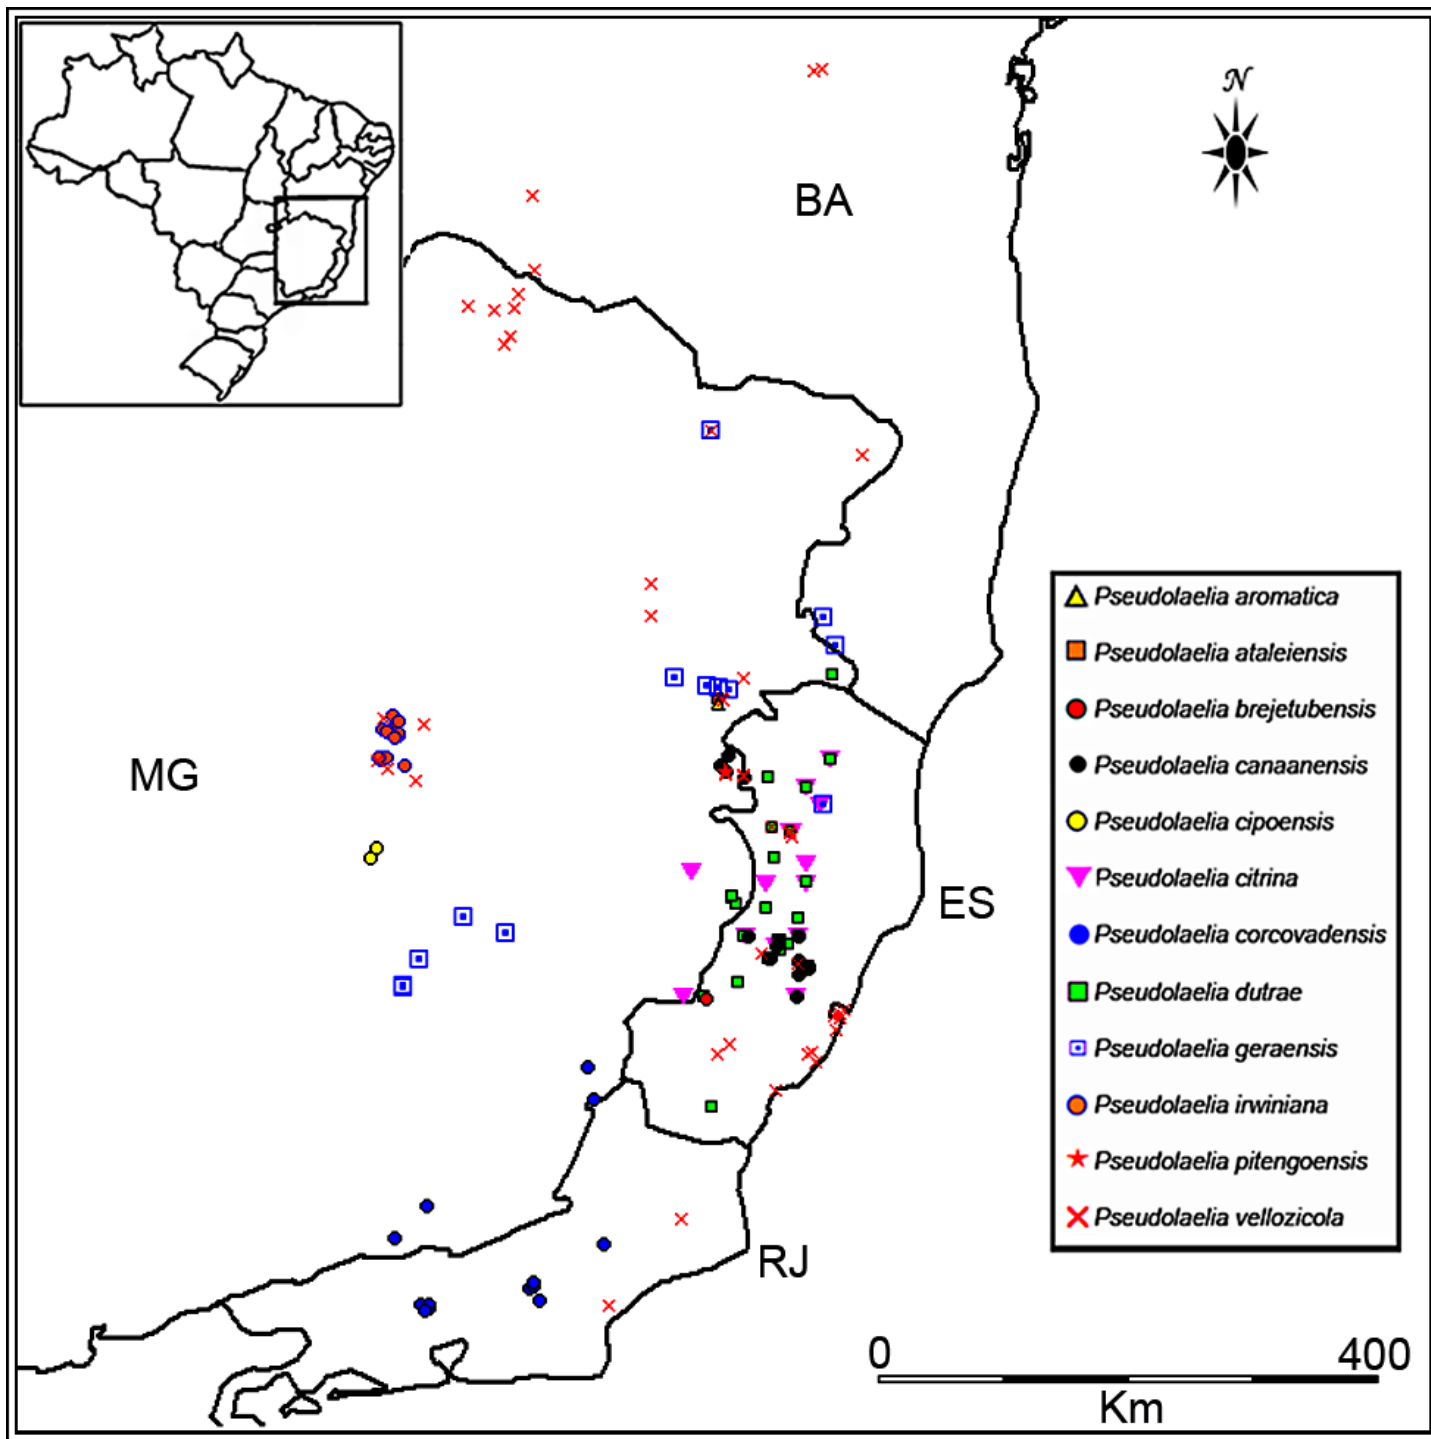 N
BA
MG
ES
RJ
Pseudolaelia aromatica
Pseudolaelia ataleiensis
Pseudolaelia brejetubensis
Pseudolaelia canaanensis
Pseudolaelia cipoensis
Pseudolaelia citrina
Pseudolaelia corcovadensis
Pseudolaelia dutrae
Pseudolaelia geraensis
Pseudolaelia irwiniana
Pseudolaelia pitengoensis
Pseudolaelia vellozicola
0 400
Km